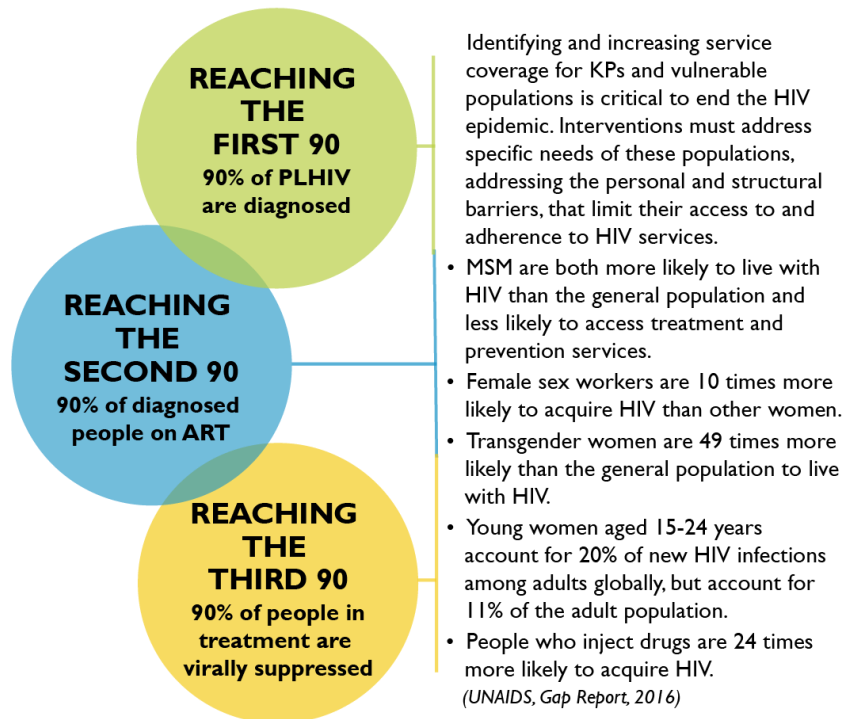 REACHING
THE
FIRST 90
90% of PLHIV
are diagnosed
REACHING
THE
SECOND 90
90% of diagnosed
people on ART
REACHING
THE
THIRD 90
90% of people in
treatment are
virally suppressed
Identifying and increasing service
coverage for KPs and vulnerable
populations is critical to end the HIV
epidemic. Interventions must address
specific needs of these populations,
addressing the personal and structural
barriers, that limit their access to and
adherence to HIV services.
• MSM are both more likely to live with
HIV than the general population and
less likely to access treatment and
prevention services.
• Female sex workers are 10 times more
likely to acquire HIV than other women.
• Transgender women are 49 times more
likely than the general population to live
with HIV.
• Young women aged 15-24 years
account for 20% of new HIV infections
among adults globally, but account for
11% of the adult population.
• People who inject drugs are 24 times
more likely to acquire HIV.
(UNAIDS, Gap Report, 2016)